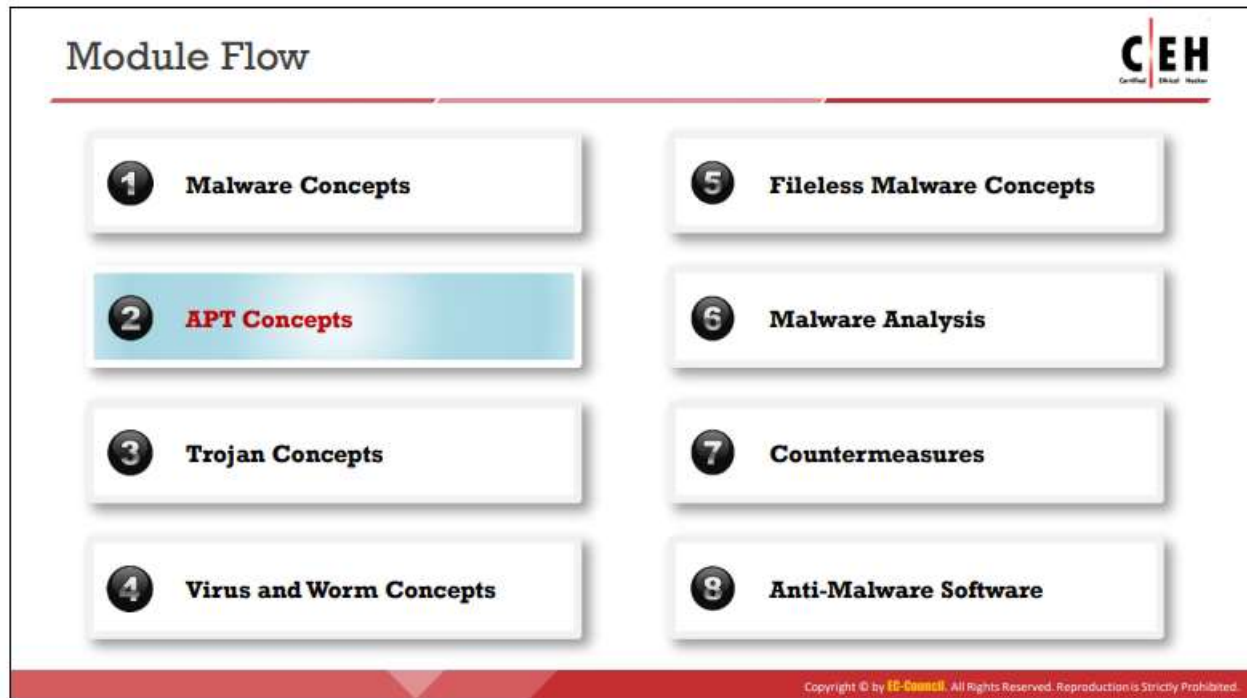 Module Flow
C EH
Certified Ethical Hacker
1 Malware Concepts
2 APT Concepts
3 Trojan Concepts
4 Virus and Worm Concepts
5 Fileless Malware Concepts
6 Malware Analysis
7 Countermeasures
8 Anti-Malware Software
Copyright © by EC-Council. All Rights Reserved. Reproduction is Strictly Prohibited.